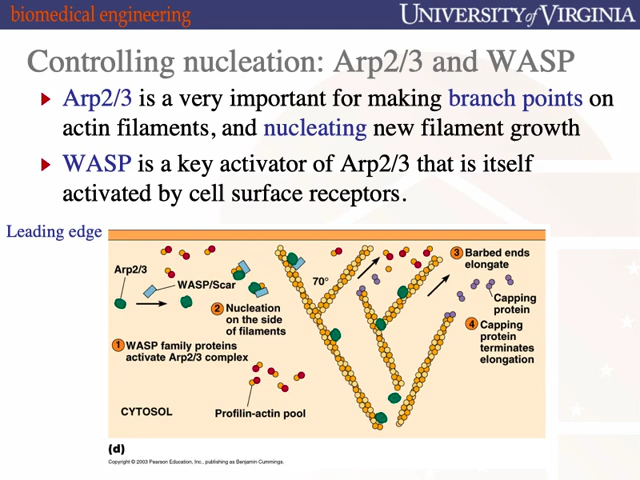 biomedical engineering
UNIVERSITY of VIRGINIA
Controlling nucleation: Arp2/3 and WASP
Arp2/3 is a very important for making branch points on
actin filaments, and nucleating new filament growth
WASP is a key activator of Arp2/3 that is itself
activated by cell surface receptors.
Leading edge
Arp2/3
WASP/Scar
1 WASP family proteins
activate Arp2/3 complex
2 Nucleation
on the side
of filaments
70°
3 Barbed ends
elongate
Capping
protein
4 Capping
protein
terminates
elongation
CYTOSOL
Profilin-actin pool
(d)
Copyright © 2003 Pearson Education, Inc., publishing as Benjamin Cummings.